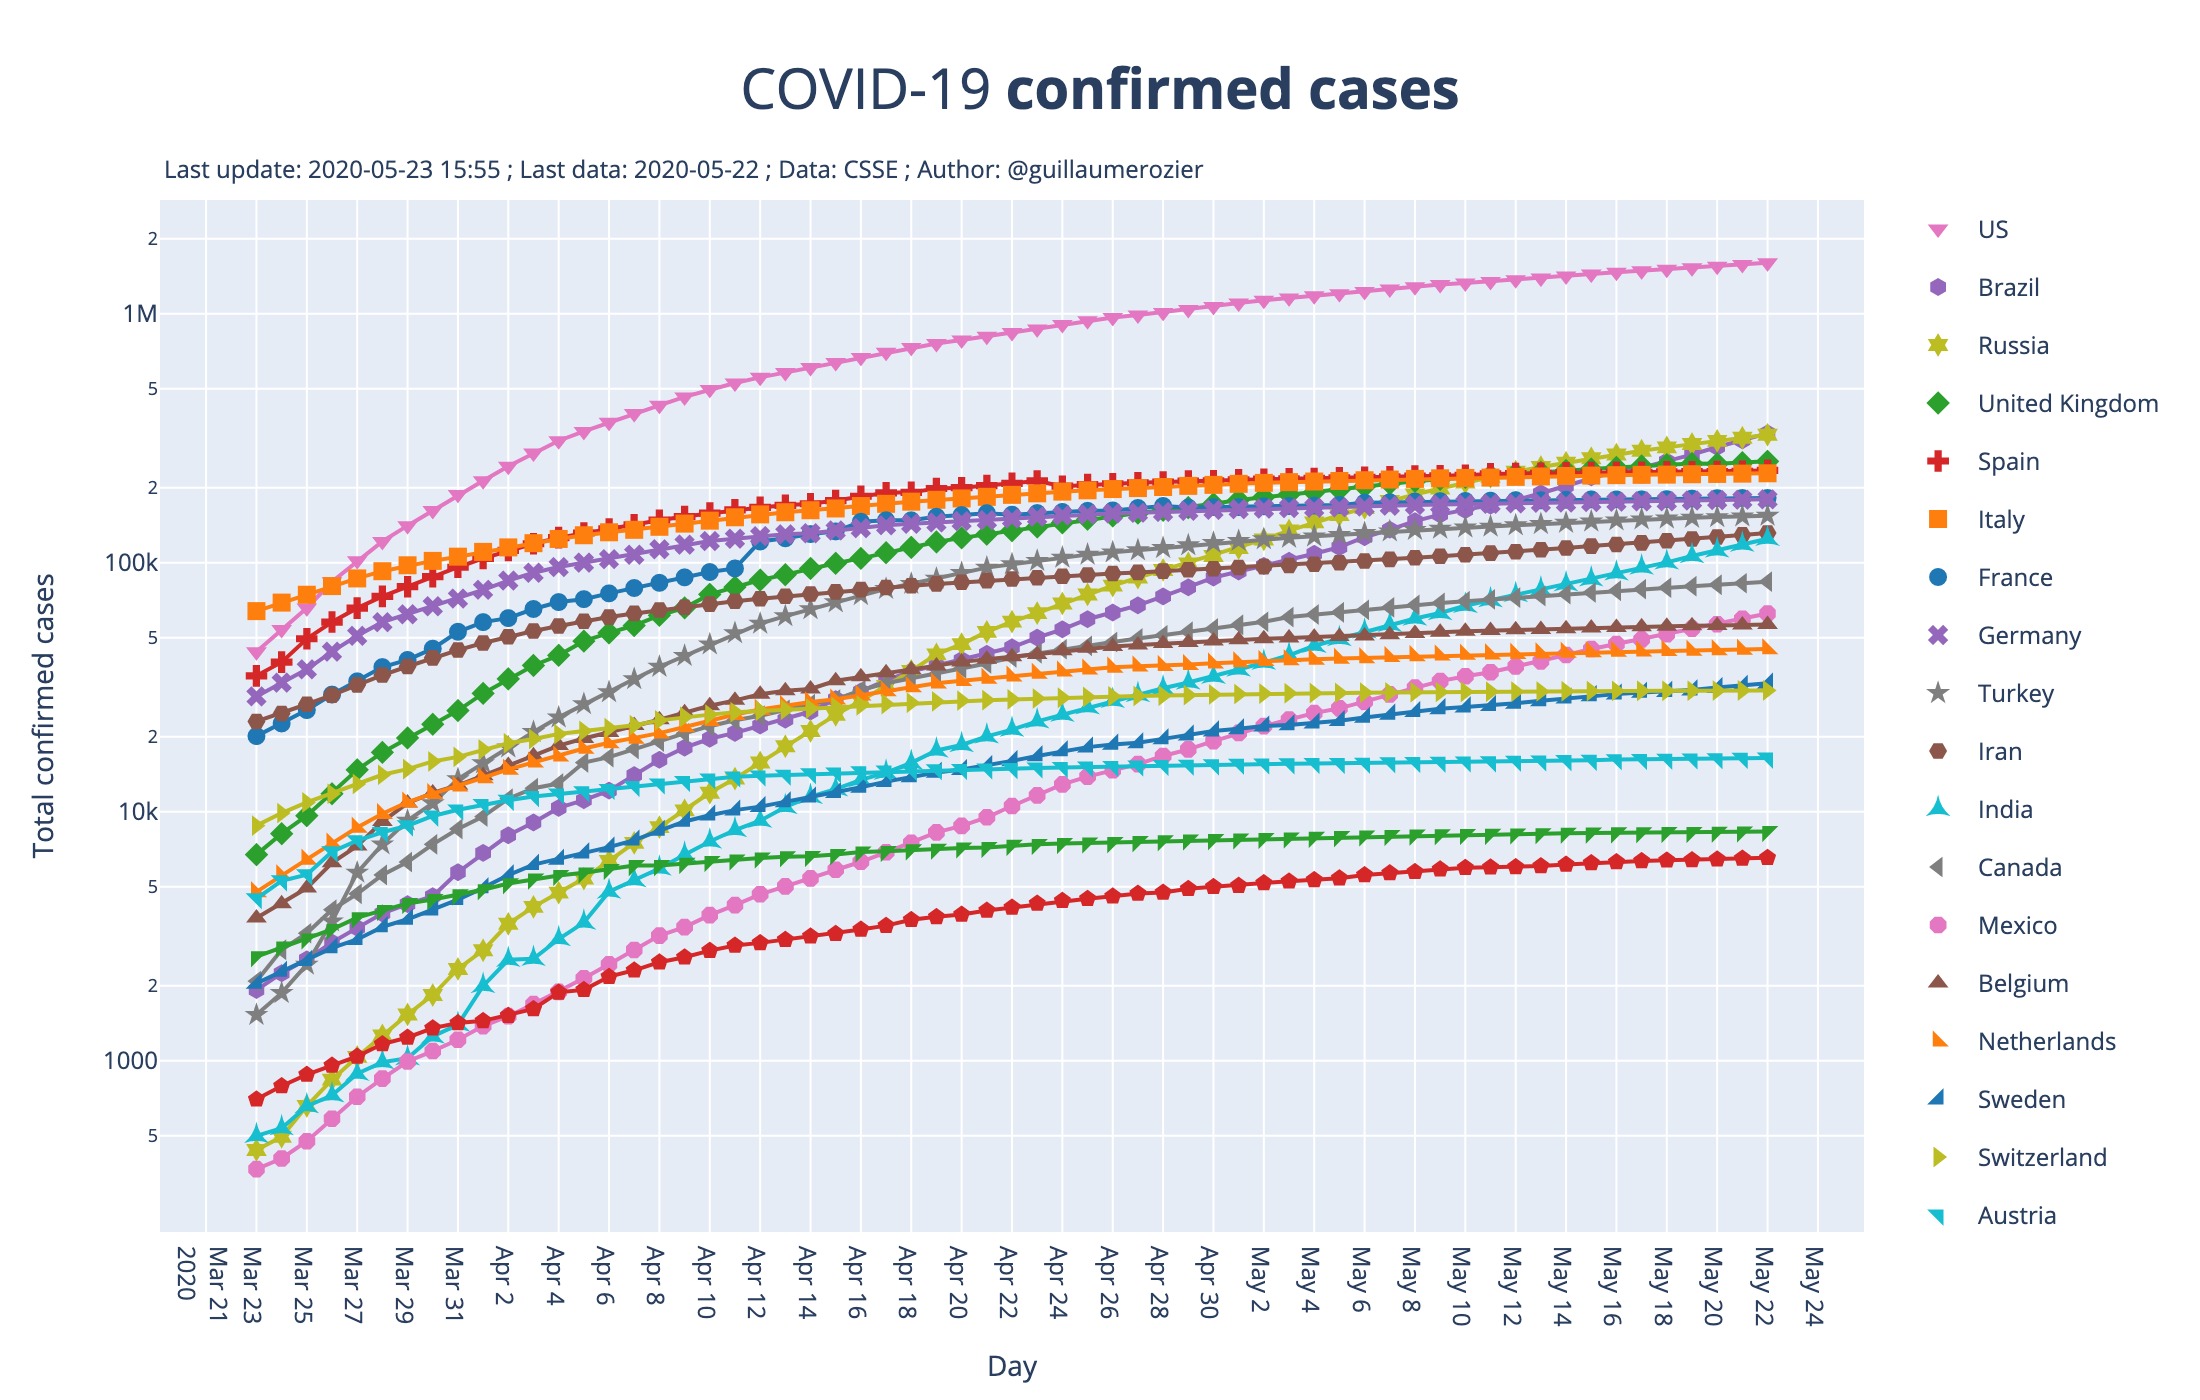 COVID-19 confirmed cases
Last update: 2020-05-23 15:55 ; Last data: 2020-05-22 ; Data: CSSE ; Author: @guillaumerozier
Total confirmed cases
2
1M
5
2
100k
5
2
10k
5
2
1000
5
Mar 21
2020
Mar 23
Mar 25
Mar 27
Mar 29
Mar 31
Apr 2
Apr 4
Apr 6
Apr 8
Apr 10
Apr 12
Apr 14
Apr 16
Apr 18
Apr 20
Apr 22
Apr 24
Apr 26
Apr 28
Apr 30
May 2
May 4
May 6
May 8
May 10
May 12
May 14
May 16
May 18
May 20
May 22
May 24
Day
US
Brazil
Russia
United Kingdom
Spain
Italy
France
Germany
Turkey
Iran
India
Canada
Mexico
Belgium
Netherlands
Sweden
Switzerland
Austria